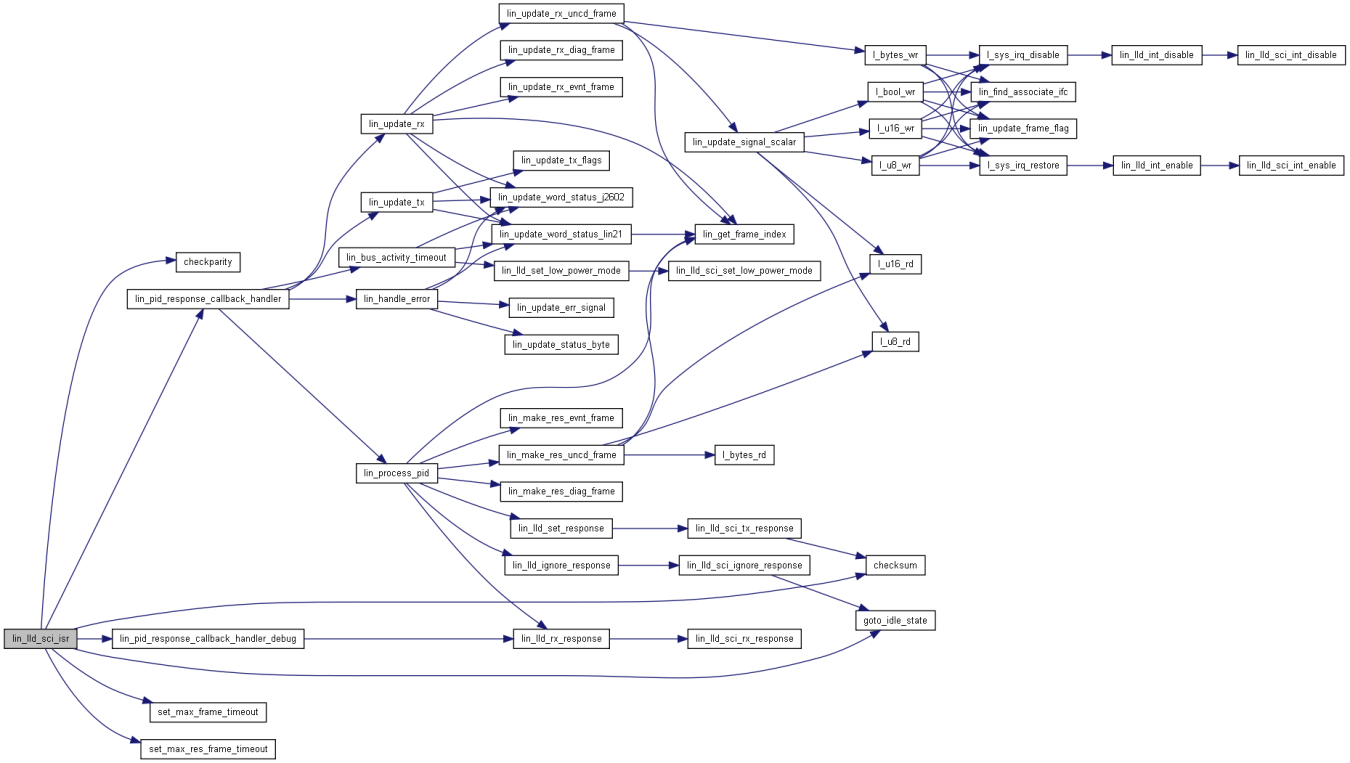 lin_update_rx_uncd_frame
lin_update_rx_diag_frame
l_bytes_wr
l_sys_irq_disable
lin_lld_int_disable
lin_lld_sci_int_disable
lin_update_rx_evnt_frame
l_bool_wr
lin_find_associate_ifc
lin_update_rx
l_u16_wr
lin_update_frame_flag
lin_update_signal_scalar
lin_update_tx_flags
l_u8_wr
l_sys_irq_restore
lin_lld_int_enable
lin_lld_sci_int_enable
lin_update_tx
lin_update_word_status_j2602
lin_update_word_status_lin21
lin_get_frame_index
checkparity
lin_bus_activity_timeout
lin_lld_set_low_power_mode
lin_lld_sci_set_low_power_mode
l_u16_rd
lin_pid_response_callback_handler
lin_handle_error
lin_update_err_signal
lin_update_status_byte
l_u8_rd
lin_make_res_evnt_frame
lin_make_res_uncd_frame
l_bytes_rd
lin_process_pid
lin_make_res_diag_frame
lin_lld_set_response
lin_lld_sci_tx_response
lin_lld_ignore_response
lin_lld_sci_ignore_response
checksum
goto_idle_state
lin_lld_sci_isr
lin_pid_response_callback_handler_debug
lin_lld_rx_response
lin_lld_sci_rx_response
set_max_frame_timeout
set_max_res_frame_timeout